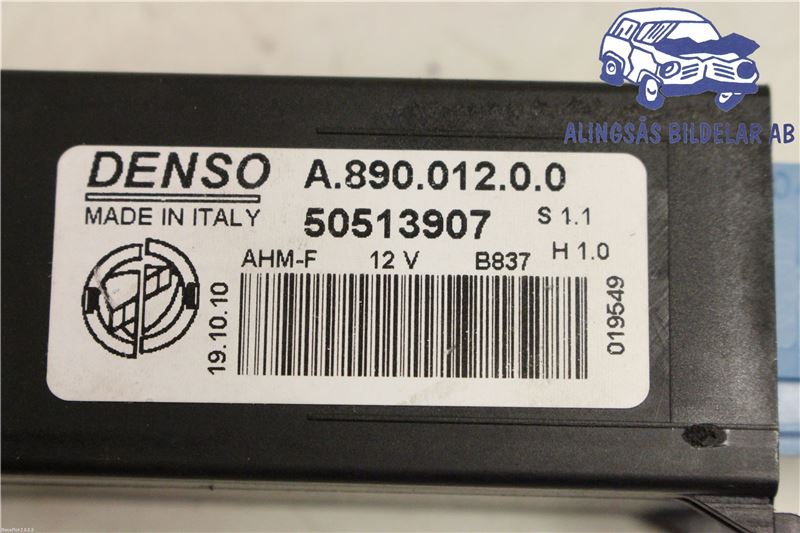 ALINGSÅS BILDELAR AB
DENSO A.890.012.0.0
MADE IN ITALY 50513907 S 1.1
AHM-F 12 V B837 H 1.0
19.10.10
019549